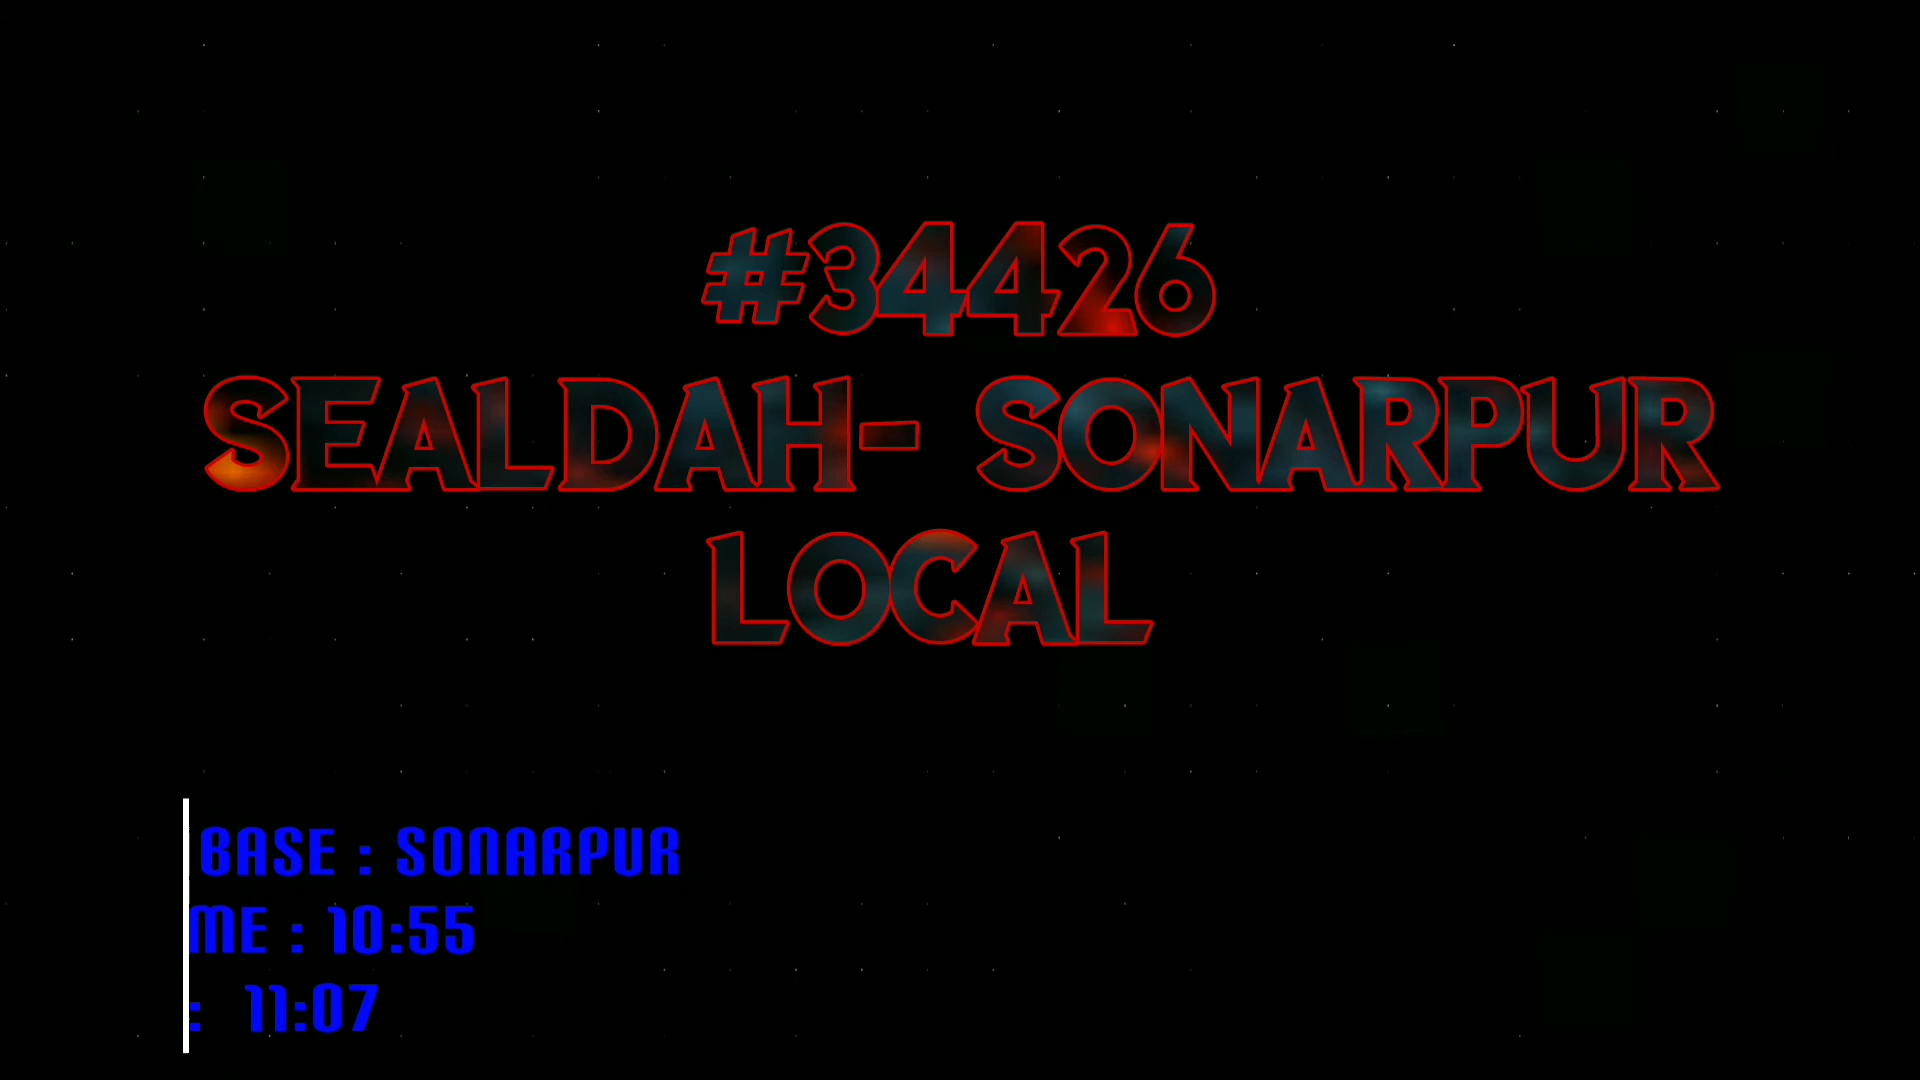 #34426
SEALDAH- SONARPUR
LOCAL
BASE : SONARPUR
ME : 10:55
: 11:07